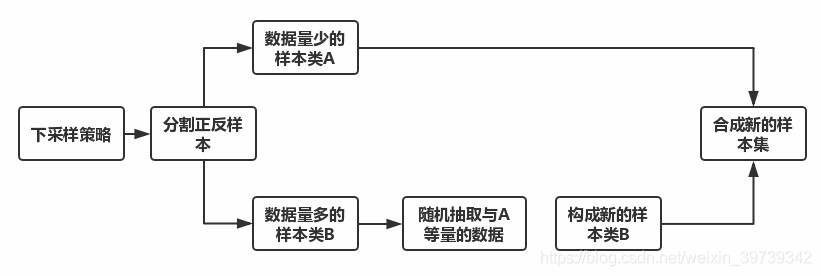 数据量少的
样本类A
下采样策略
分割正反样
本
合成新的样
本集
数据量多的
样本类B
随机抽取与A
等量的数据
构成新的样
本类B
https://blog.csdn.net/weixin_39739342